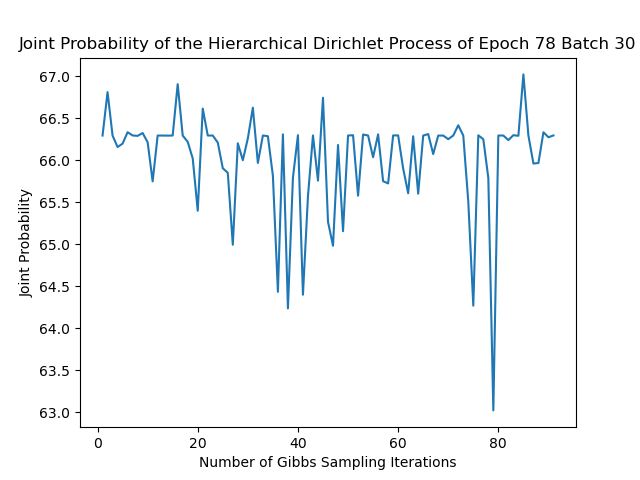 Joint Probability of the Hierarchical Dirichlet Process of Epoch 78 Batch 30
67.0
66.5
66.0
65.5
65.0
64.5
64.0
63.5
63.0
Joint Probability
0 20 40 60 80
Number of Gibbs Sampling Iterations